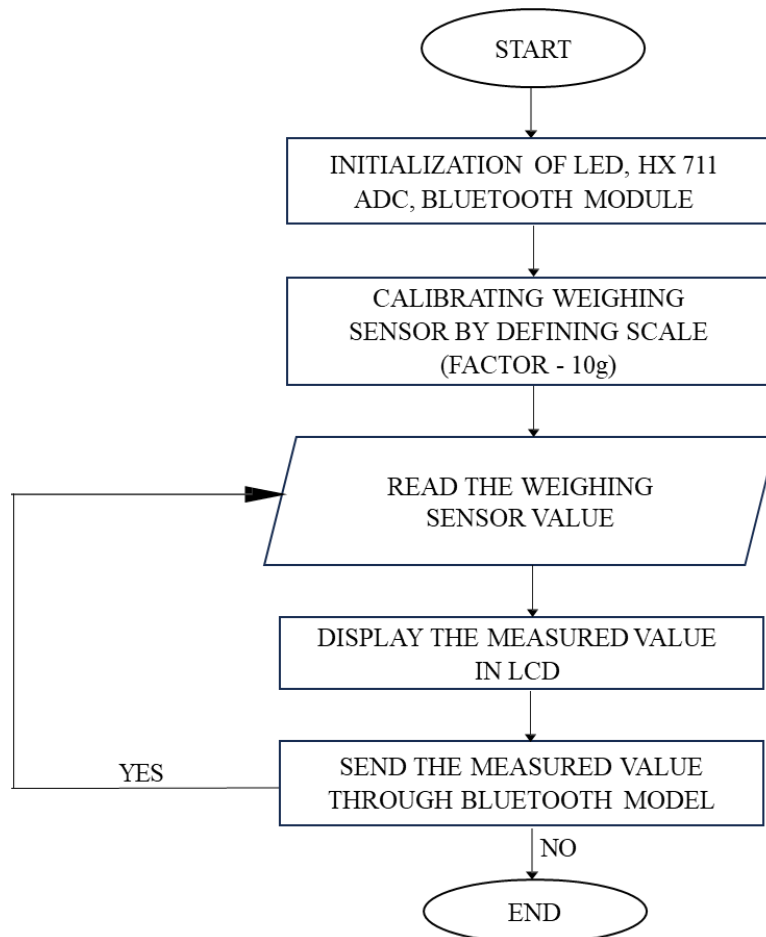 START
INITIALIZATION OF LED, HX 711
ADC, BLUETOOTH MODULE
CALIBRATING WEIGHING
SENSOR BY DEFINING SCALE
(FACTOR - 10g)
READ THE WEIGHING
SENSOR VALUE
DISPLAY THE MEASURED VALUE
IN LCD
YES
SEND THE MEASURED VALUE
THROUGH BLUETOOTH MODEL
NO
END